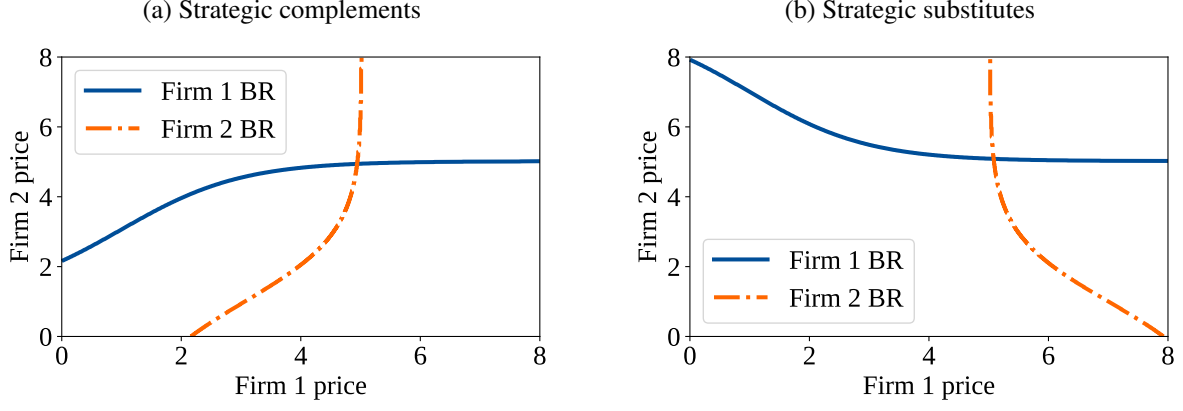 (a) Strategic complements
8
6
4
2
0
Firm 2 price
Firm 1 BR
Firm 2 BR
0 2 4 6 8
Firm 1 price
(b) Strategic substitutes
8
6
4
2
0
Firm 2 price
Firm 1 BR
Firm 2 BR
0 2 4 6 8
Firm 1 price